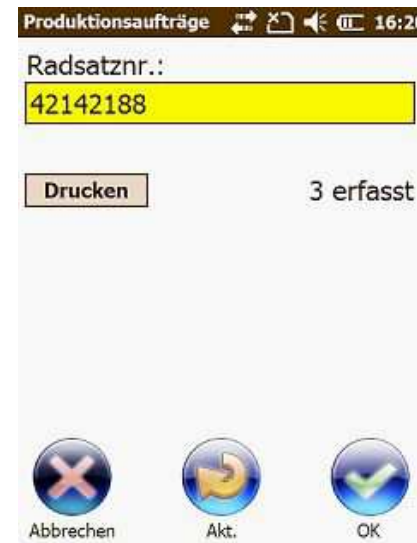 Produktionsaufträge 16:20
Radsatznr.:
42142188
Drucken 3 erfasst
Abbrechen Akt. OK